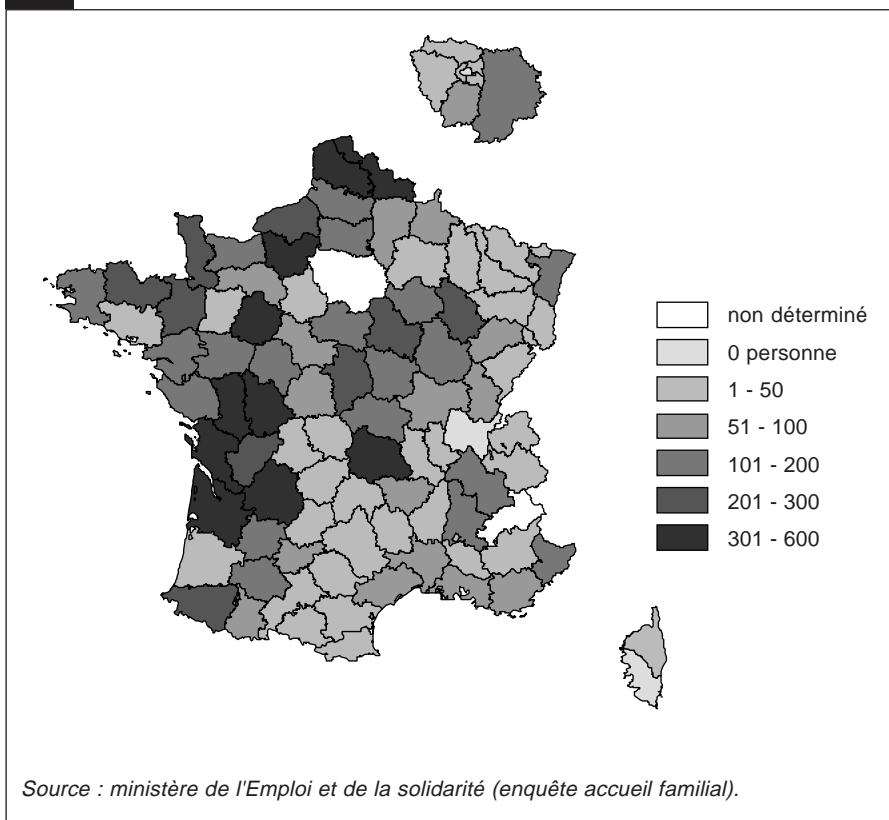 non déterminé
0 personne
1 - 50
51 - 100
101 - 200
201 - 300
301 - 600
Source : ministère de l'Emploi et de la solidarité (enquête accueil familial).